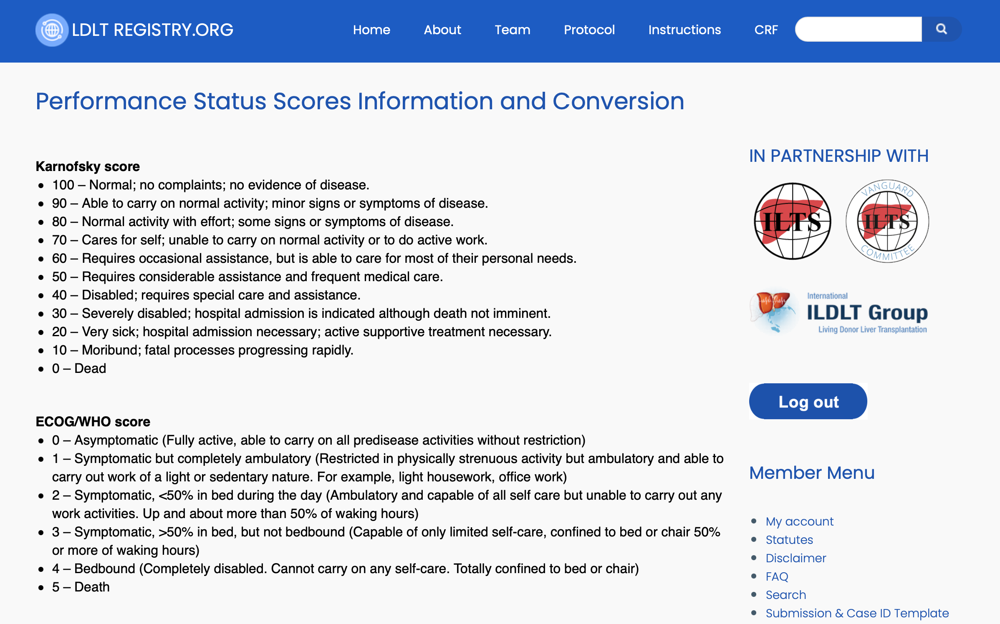 LDLT REGISTRY.ORG
Home
About
Team
Protocol
Instructions
CRF
Performance Status Scores Information and Conversion
Karnofsky score
• 100 – Normal; no complaints; no evidence of disease.
• 90 – Able to carry on normal activity; minor signs or symptoms of disease.
• 80 – Normal activity with effort; some signs or symptoms of disease.
• 70 – Cares for self; unable to carry on normal activity or to do active work.
• 60 – Requires occasional assistance, but is able to care for most of their personal needs.
• 50 – Requires considerable assistance and frequent medical care.
• 40 – Disabled; requires special care and assistance.
• 30 – Severely disabled; hospital admission is indicated although death not imminent.
• 20 – Very sick; hospital admission necessary; active supportive treatment necessary.
• 10 – Moribund; fatal processes progressing rapidly.
• 0 – Dead
ECOG/WHO score
• 0 – Asymptomatic (Fully active, able to carry on all predisease activities without restriction)
• 1 – Symptomatic but completely ambulatory (Restricted in physically strenuous activity but ambulatory and able to
carry out work of a light or sedentary nature. For example, light housework, office work)
• 2 – Symptomatic, <50% in bed during the day (Ambulatory and capable of all self care but unable to carry out any
work activities. Up and about more than 50% of waking hours)
• 3 – Symptomatic, >50% in bed, but not bedbound (Capable of only limited self-care, confined to bed or chair 50%
or more of waking hours)
• 4 – Bedbound (Completely disabled. Cannot carry on any self-care. Totally confined to bed or chair)
• 5 – Death
IN PARTNERSHIP WITH
ILTS
VANGUARD
ILTS
COMMITTEE
International
ILDLT Group
Living Donor Liver Transplantation
Log out
Member Menu
• My account
• Statutes
• Disclaimer
• FAQ
• Search
• Submission & Case ID Template